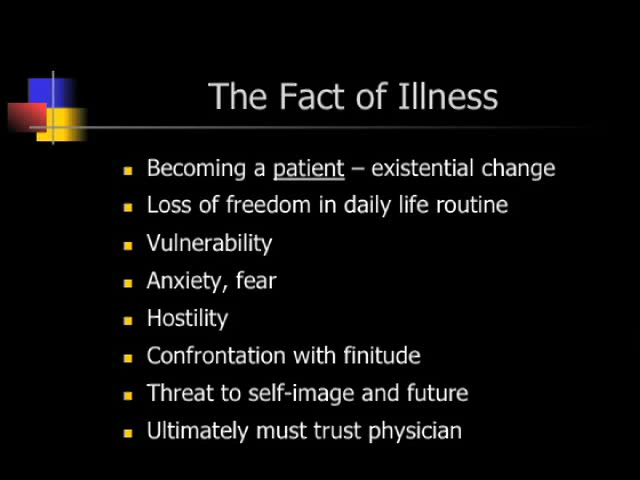 The Fact of Illness
Becoming a patient – existential change
Loss of freedom in daily life routine
Vulnerability
Anxiety, fear
Hostility
Confrontation with finitude
Threat to self-image and future
Ultimately must trust physician